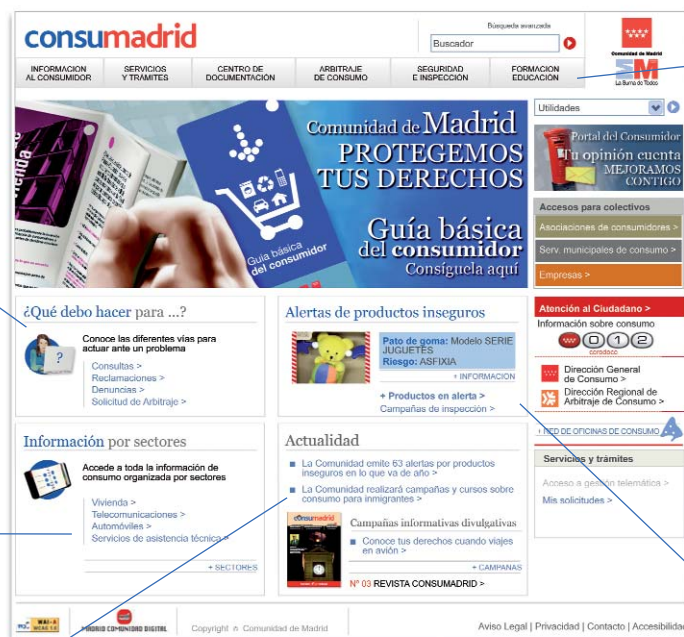 consumadrid
Búsqueda avanzada
Buscador
Comunidad de Madrid
EM
La Suma de Todos
INFORMACION
AL CONSUMIDOR
SERVICIOS
Y TRÁMITES
CENTRO DE
DOCUMENTACIÓN
ARBITRAJE
DE CONSUMO
SEGURIDAD
E INSPECCIÓN
FORMACION
EDUCACIÓN
Comunidad de Madrid
PROTEGEMOS
TUS DERECHOS
Guía básica
del consumidor
Consíguela aquí
Guía básica
del consumidor
Utilidades
Portal del Consumidor
Tu opinión cuenta
MEJORAMOS
CONTIGO
Accesos para colectivos
Asociaciones de consumidores >
Serv. municipales de consumo >
Empresas >
¿Qué debo hacer para ...?
?
Conoce las diferentes vías para
actuar ante un problema
Consultas >
Reclamaciones >
Denuncias >
Solicitud de Arbitraje >
Alertas de productos inseguros
Pato de goma: Modelo SERIE
JUGUETES
Riesgo: ASFIXIA
+ INFORMACION
+ Productos en alerta >
Campañas de inspección >
Atención al Ciudadano >
Información sobre consumo
012
Dirección General
de Consumo >
Dirección Regional de
Arbitraje de Consumo >
+ RED DE OFICINAS DE CONSUMO
Información por sectores
Accede a toda la información de
consumo organizada por sectores
Vivienda >
Telecomunicaciones >
Automóviles >
Servicios de asistencia técnica >
+ SECTORES
Actualidad
La Comunidad emite 63 alertas por productos
inseguros en lo que va de año >
La Comunidad realizará campañas y cursos sobre
consumo para inmigrantes >
consumadrid
Campañas informativas divulgativas
Conoce tus derechos cuando viajes
en avión >
+ CAMPAÑAS
Nº 03 REVISTA CONSUMADRID >
Servicios y trámites
Acceso a gestión telemática >
Mis solicitudes >
W3C WAI-A
WCAG 1.0
MADRID COMUNIDAD DIGITAL
Copyright © Comunidad de Madrid
Aviso Legal | Privacidad | Contacto | Accesibilidad